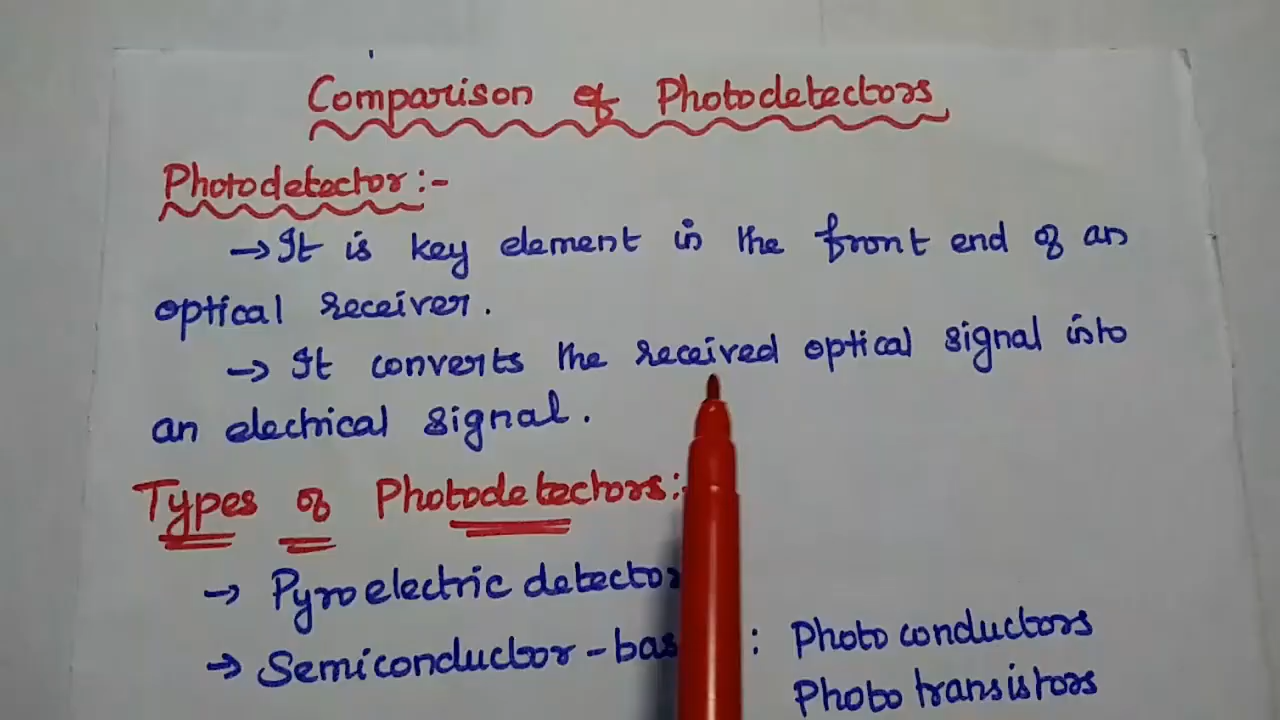 Comparison of Photodetectors
Photodetector:-
→It is key element in the front end of an
optical receiver.
→ It converts the received optical signal into
an electrical signal.
Types of Photodetectors:-
→ Pyroelectric detector
→ Semiconductor-bas : Photo conductors
Photo transistors